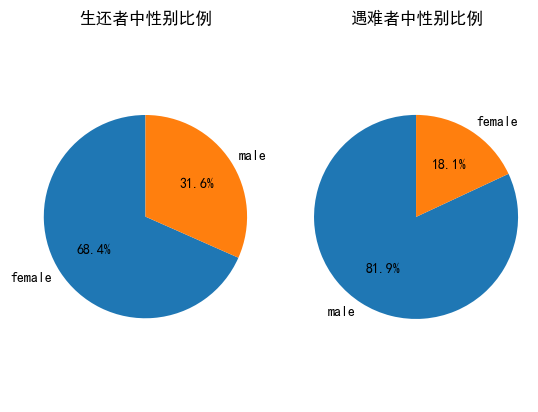 生还者中性别比例
male
31.6%
68.4%
female
遇难者中性别比例
female
18.1%
81.9%
male